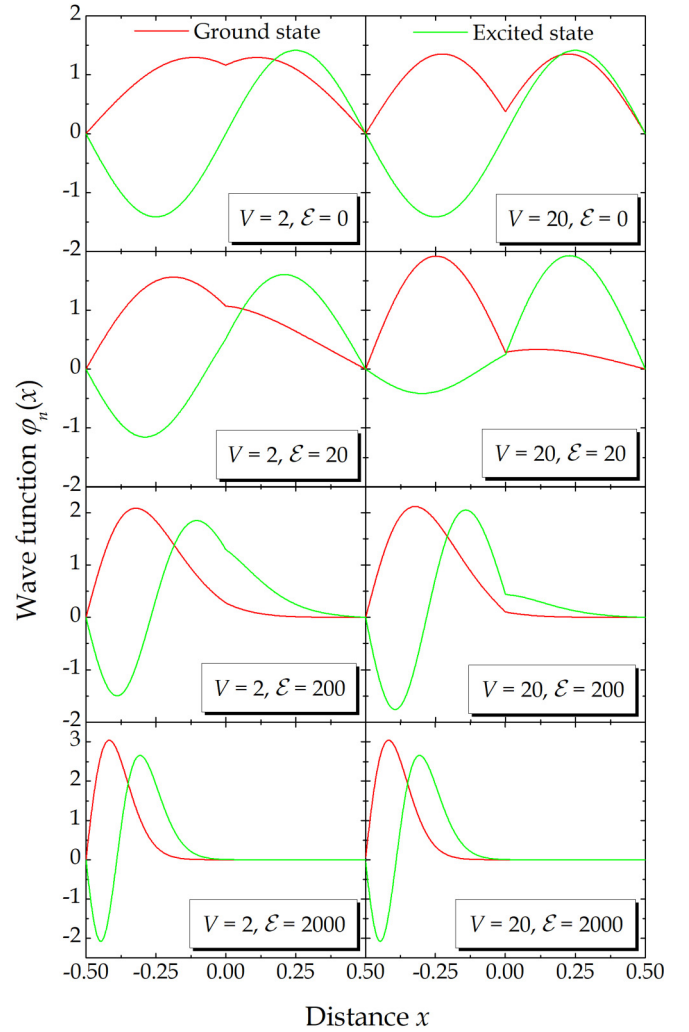 Ground state
Excited state
2
1
0
-1
-2
V = 2, ℰ = 0
V = 20, ℰ = 0
1
0
-1
-2
V = 2, ℰ = 20
V = 20, ℰ = 20
Wave function φn(x)
2
1
0
-1
-2
V = 2, ℰ = 200
V = 20, ℰ = 200
3
2
1
0
-1
-2
V = 2, ℰ = 2000
V = 20, ℰ = 2000
-0.50 -0.25 0.00 0.25 0.50 -0.25 0.00 0.25 0.50
Distance x